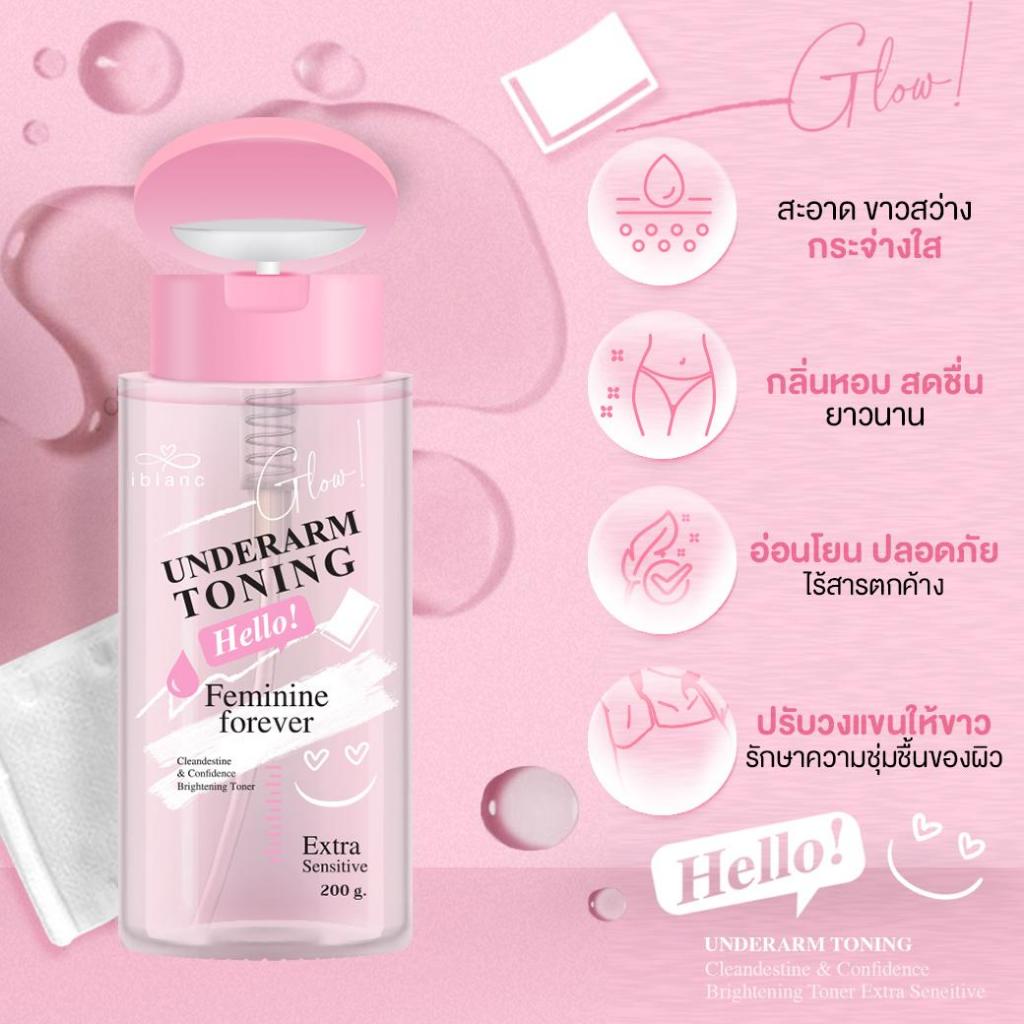 Glow!
สะอาด ขาวสว่าง
กระจ่างใส
กลิ่นหอม สดชื่น
ยาวนาน
อ่อนโยน ปลอดภัย
ไร้สารตกค้าง
ปรับวงแขนให้ขาว
รักษาความชุ่มชื้นของผิว
iblanc
Glow!
UNDERARM
TONING
Hello!
Feminine
forever
Cleandestine
& Confidence
Brightening Toner
Extra
Sensitive
200 g.
Hello!
UNDERARM TONING
Cleandestine & Confidence
Brightening Toner Extra Seneitive